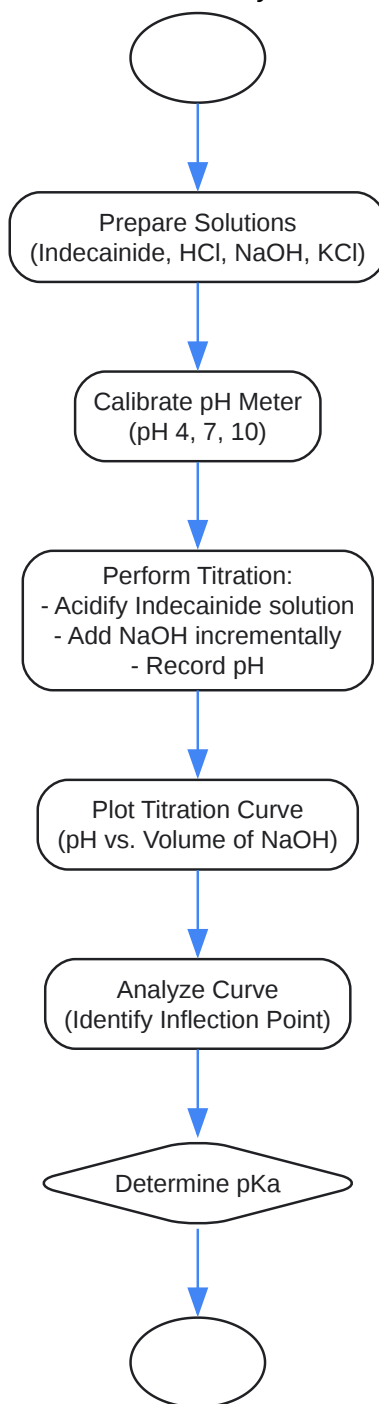 Prepare Solutions
(Indecainide, HCl, NaOH, KCl)
Calibrate pH Meter
(pH 4, 7, 10)
Perform Titration:
- Acidify Indecainide solution
- Add NaOH incrementally
- Record pH
Plot Titration Curve
(pH vs. Volume of NaOH)
Analyze Curve
(Identify Inflection Point)
Determine pKa